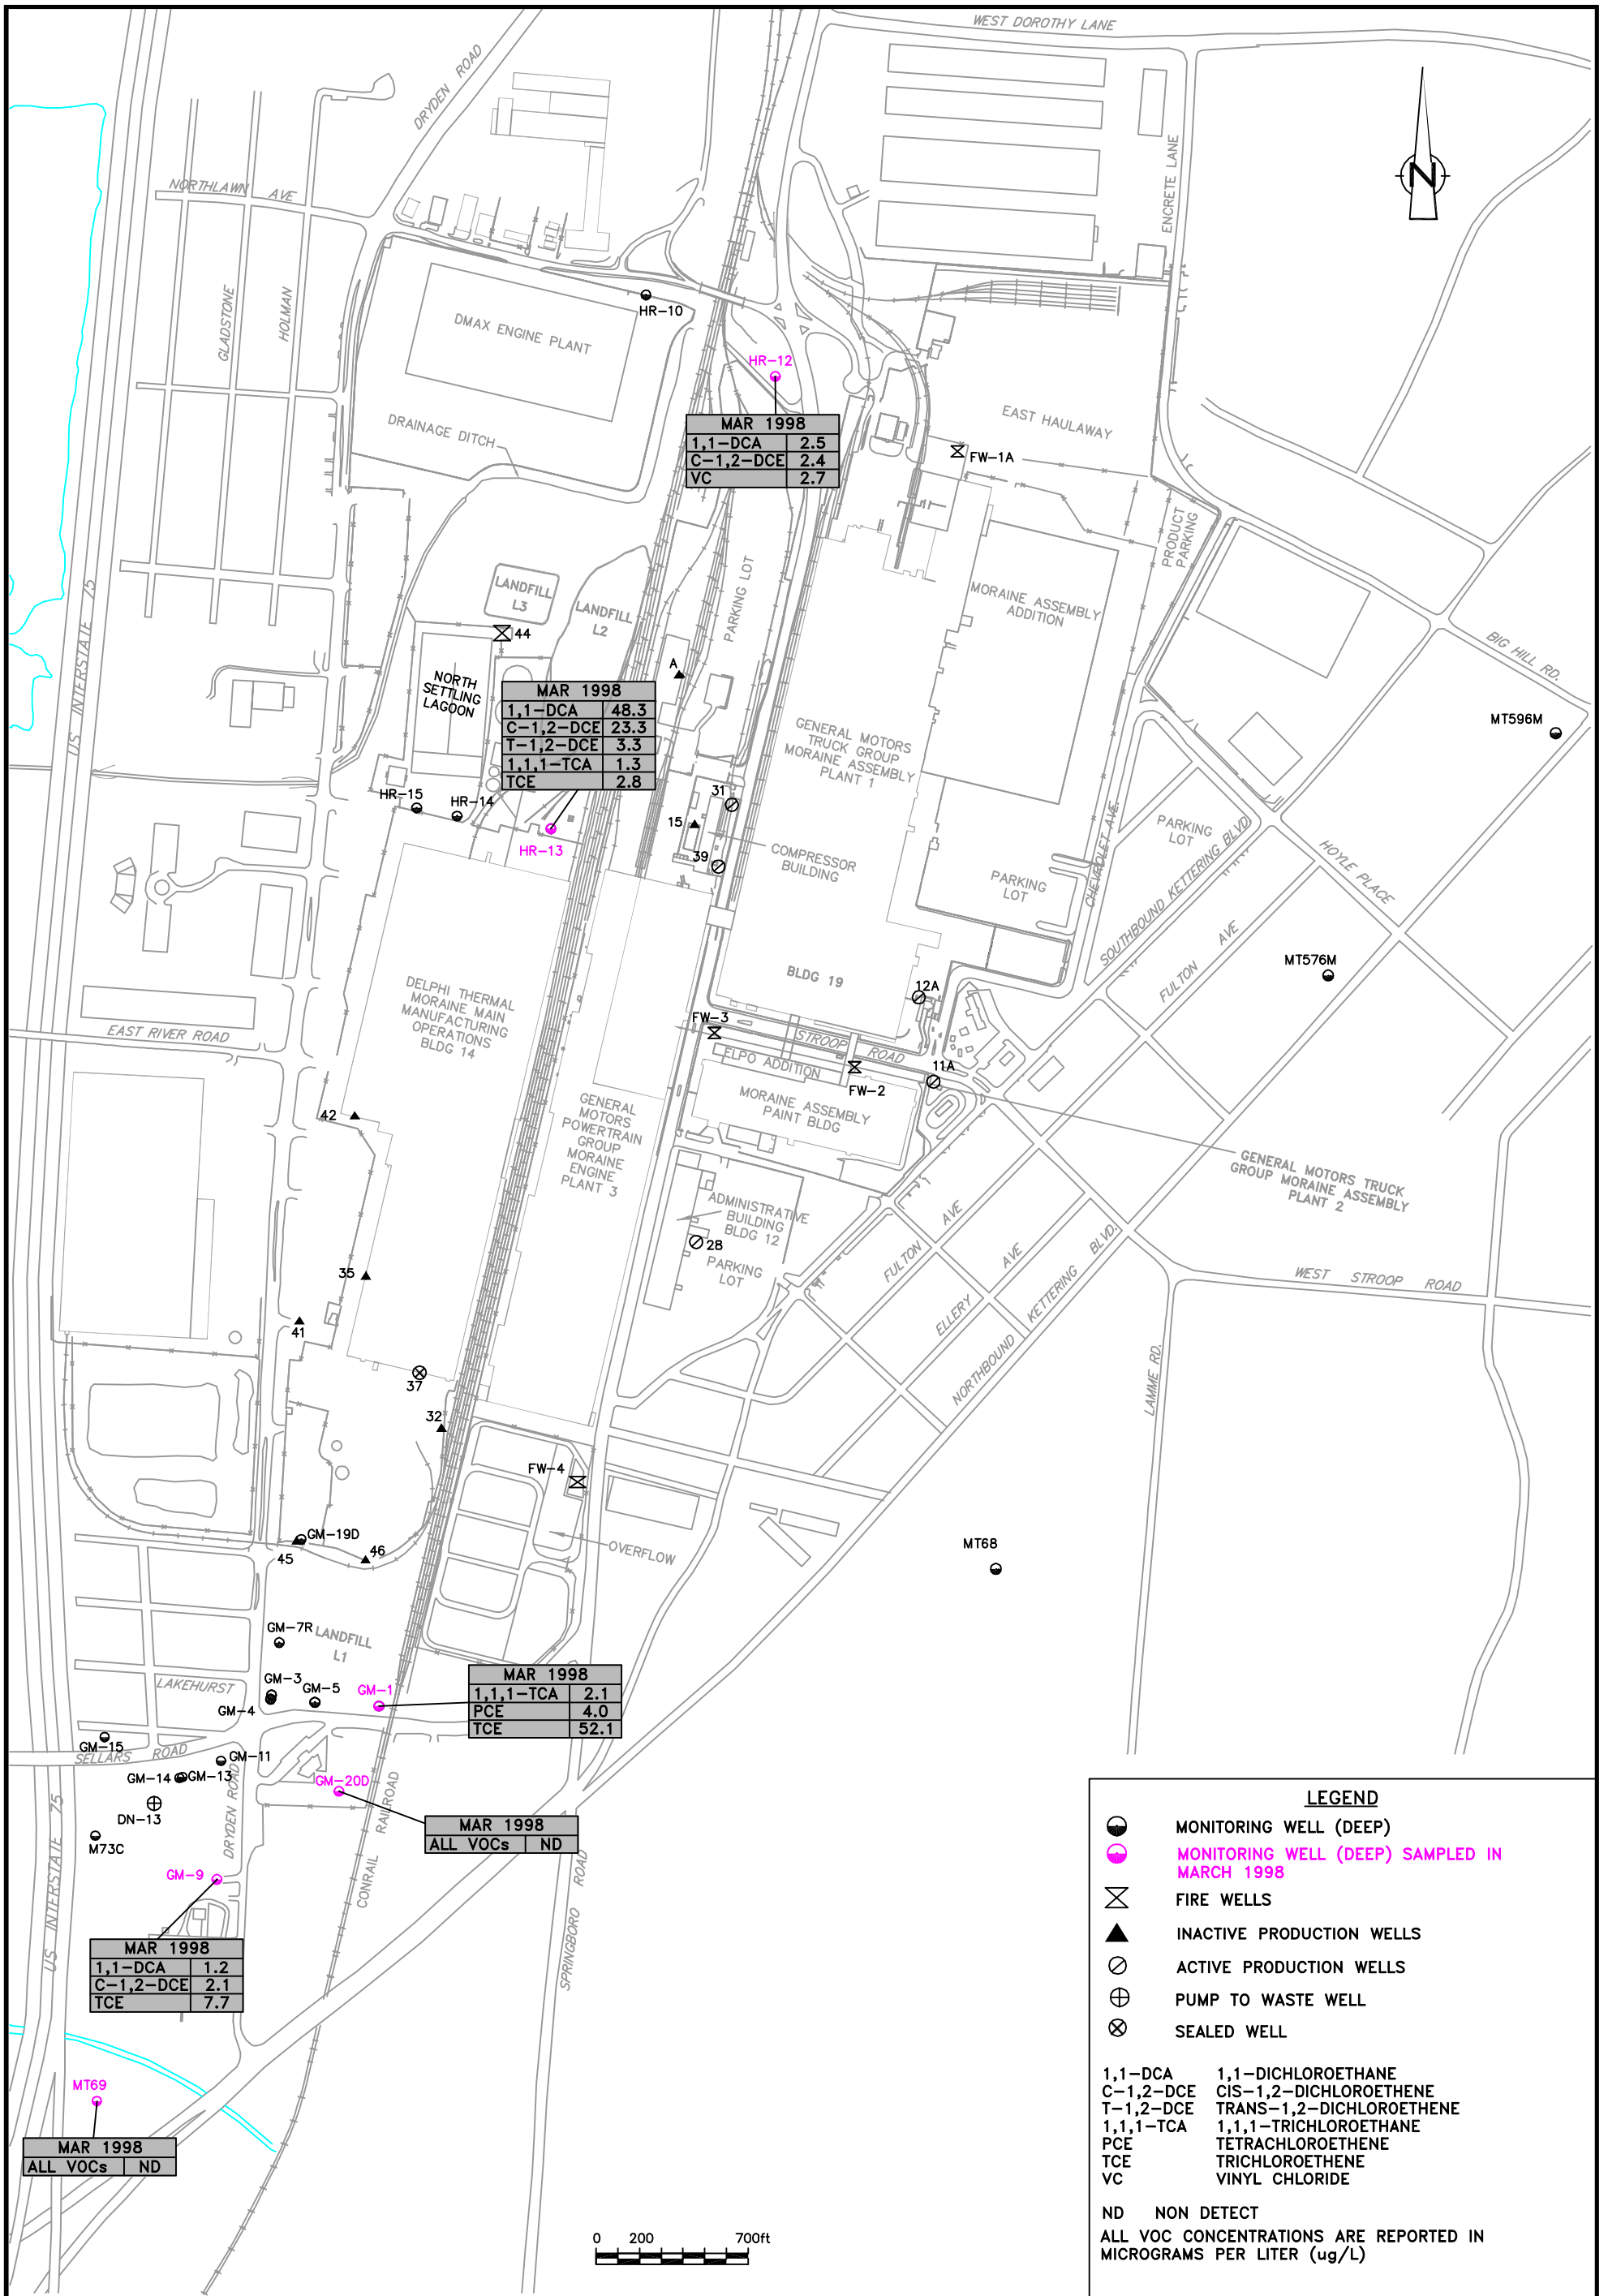 WEST DOROTHY LANE
DRYDEN ROAD
ENCRETE LANE
N
NORTHLAWN AVE
GLADSTONE
HOLMAN
HR-10
DMAX ENGINE PLANT
HR-12
DRAINAGE DITCH
EAST HAULAWAY
MAR 1998
1,1-DCA 2.5
C-1,2-DCE 2.4
VC 2.7
FW-1A
PRODUCT
PARKING
US INTERSTATE 75
LANDFILL
L3
LANDFILL
L2
PARKING LOT
MORAINE ASSEMBLY
ADDITION
44
BIG HILL RD.
A
NORTH
SETTLING
LAGOON
MAR 1998
1,1-DCA 48.3
C-1,2-DCE 23.3
T-1,2-DCE 3.3
1,1,1-TCA 1.3
TCE 2.8
MT596M
GENERAL MOTORS
TRUCK GROUP
MORAINE ASSEMBLY
PLANT 1
HR-15
HR-14
31
15
HR-13
39
COMPRESSOR
BUILDING
PARKING
LOT
CHEVROLET AVE.
SOUTHBOUND KETTERING BLVD
HOYLE PLACE
PARKING
LOT
FULTON AVE
MT576M
BLDG 19
12A
DELPHI THERMAL
MORAINE MAIN
MANUFACTURING
OPERATIONS
BLDG 14
EAST RIVER ROAD
FW-3
STROOP ROAD
ELPO ADDITION
11A
FW-2
MORAINE ASSEMBLY
PAINT BLDG
42
GENERAL
MOTORS
POWERTRAIN
GROUP
MORAINE
ENGINE
PLANT 3
GENERAL MOTORS TRUCK
GROUP MORAINE ASSEMBLY
PLANT 2
ADMINISTRATIVE
BUILDING
BLDG 12
28
PARKING
LOT
FULTON AVE
ELLERY AVE
NORTHBOUND KETTERING BLVD.
WEST STROOP ROAD
35
41
LAMME RD.
37
32
FW-4
GM-19D
45
46
OVERFLOW
MT68
GM-7R
LANDFILL
L1
LAKEHURST
GM-3
GM-5
GM-1
GM-4
MAR 1998
1,1,1-TCA 2.1
PCE 4.0
TCE 52.1
GM-15
SELLARS ROAD
GM-11
GM-14
GM-13
GM-20D
DN-13
M73C
DRYDEN ROAD
CONRAIL RAILROAD
MAR 1998
ALL VOCs ND
GM-9
US INTERSTATE 75
SPRINGBORO ROAD
MAR 1998
1,1-DCA 1.2
C-1,2-DCE 2.1
TCE 7.7
MT69
MAR 1998
ALL VOCs ND
0 200 700ft
LEGEND
MONITORING WELL (DEEP)
MONITORING WELL (DEEP) SAMPLED IN
MARCH 1998
FIRE WELLS
INACTIVE PRODUCTION WELLS
ACTIVE PRODUCTION WELLS
PUMP TO WASTE WELL
SEALED WELL
1,1-DCA 1,1-DICHLOROETHANE
C-1,2-DCE CIS-1,2-DICHLOROETHENE
T-1,2-DCE TRANS-1,2-DICHLOROETHENE
1,1,1-TCA 1,1,1-TRICHLOROETHANE
PCE TETRACHLOROETHENE
TCE TRICHLOROETHENE
VC VINYL CHLORIDE
ND NON DETECT
ALL VOC CONCENTRATIONS ARE REPORTED IN
MICROGRAMS PER LITER (ug/L)